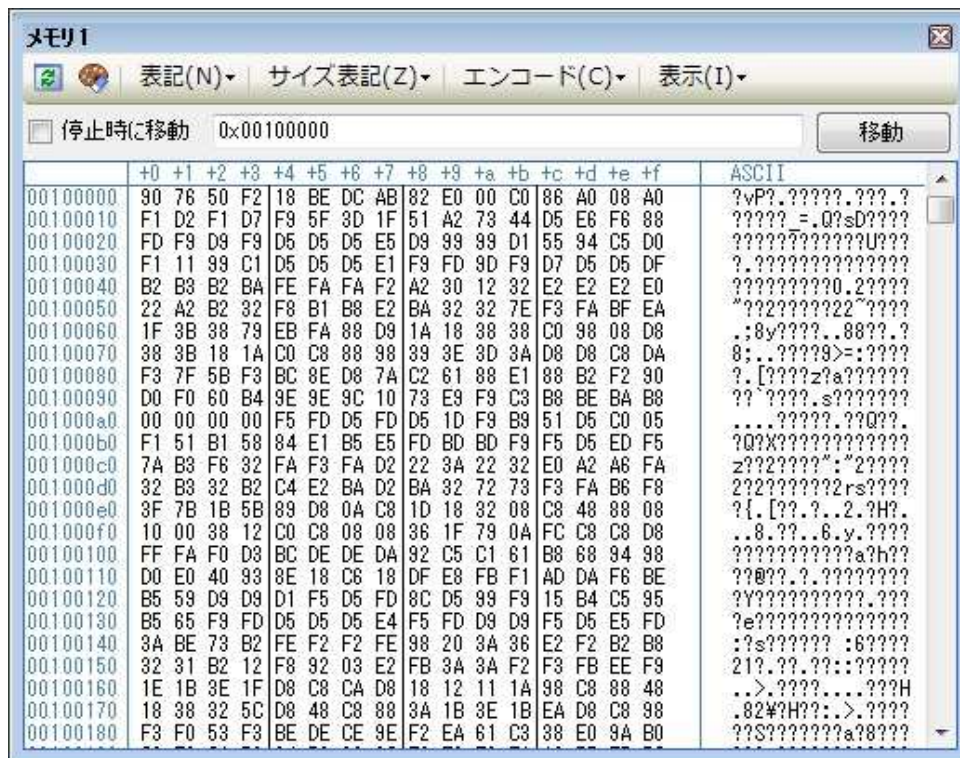 メモリ1
表記(N) サイズ表記(Z) エンコード(C) 表示(I)
停止時に移動 0x00100000 移動
+0 +1 +2 +3 +4 +5 +6 +7 +8 +9 +a +b +c +d +e +f ASCII
00100000 90 76 50 F2 18 BE DC AB 82 E0 00 C0 86 A0 08 A0 ?vP?.?????.???.?
00100010 F1 D2 F1 D7 F9 5F 3D 1F 51 A2 73 44 D5 E6 F6 88 ?????_=.Q?sD????
00100020 FD F9 D9 F9 D5 D5 D5 E5 D9 99 99 D1 55 94 C5 D0 ????????????U???
00100030 F1 11 99 C1 D5 D5 D5 E1 F9 FD 9D F9 D7 D5 D5 DF ?.??????????????
00100040 B2 B3 B2 BA FE FA FA F2 A2 30 12 32 E2 E2 E2 E0 ?????????0.2????
00100050 22 A2 B2 32 F8 B1 B8 E2 BA 32 32 7E F3 FA BF EA "??2?????22~????
00100060 1F 3B 38 79 EB FA 88 D9 1A 18 38 38 C0 98 08 D8 .;8y????..88??.?
00100070 38 3B 18 1A C0 C8 88 98 39 3E 3D 3A D8 D8 C8 DA 8;..????9>=:????
00100080 F3 7F 5B F3 BC 8E D8 7A C2 61 88 E1 88 B2 F2 90 ?.[????z?a??????
00100090 D0 F0 60 B4 9E 9E 9C 10 73 E9 F9 C3 B8 BE BA B8 ??`????.s???????
001000a0 00 00 00 00 F5 FD D5 FD D5 1D F9 B9 51 D5 C0 05 ....?????.??Q??.
001000b0 F1 51 B1 58 84 E1 B5 E5 FD BD BD F9 F5 D5 ED F5 ?Q?X????????????
001000c0 7A B3 F6 32 FA F3 FA D2 22 3A 22 32 E0 A2 A6 FA z??2????":"2????
001000d0 32 B3 32 B2 C4 E2 BA D2 BA 32 72 73 F3 FA B6 F8 2?2??????2rs????
001000e0 3F 7B 1B 5B 89 D8 0A C8 1D 18 32 08 C8 48 88 08 ?{.[??.?..2.?H?.
001000f0 10 00 38 12 C0 C8 08 08 36 1F 79 0A FC C8 C8 D8 ..8.??..6.y.????
00100100 FF FA F0 D3 BC DE DE DA 92 C5 C1 61 B8 68 94 98 ???????????a?h??
00100110 D0 E0 40 93 8E 18 C6 18 DF E8 FB F1 AD DA F6 BE ??@??.?.????????
00100120 B5 59 D9 D9 D1 F5 D5 FD 8C D5 99 F9 15 B4 C5 95 ?Y??????????.???
00100130 B5 65 F9 FD D5 D5 D5 E4 F5 FD D9 D9 F5 D5 E5 FD ?e??????????????
00100140 3A BE 73 B2 FE F2 F2 FE 98 20 3A 36 E2 F2 B2 B8 :?s?????? :6????
00100150 32 31 B2 12 F8 92 03 E2 FB 3A 3A F2 F3 FB EE F9 21?.??.??::?????
00100160 1E 1B 3E 1F D8 C8 CA D8 18 12 11 1A 98 C8 88 48 ..>.????....???H
00100170 18 38 32 5C D8 48 C8 88 3A 1B 3E 1B EA D8 C8 98 .82¥?H??:.>.????
00100180 F3 F0 53 F3 BE DE CE 9E F2 EA 61 C3 38 E0 9A B0 ??S???????a?8???